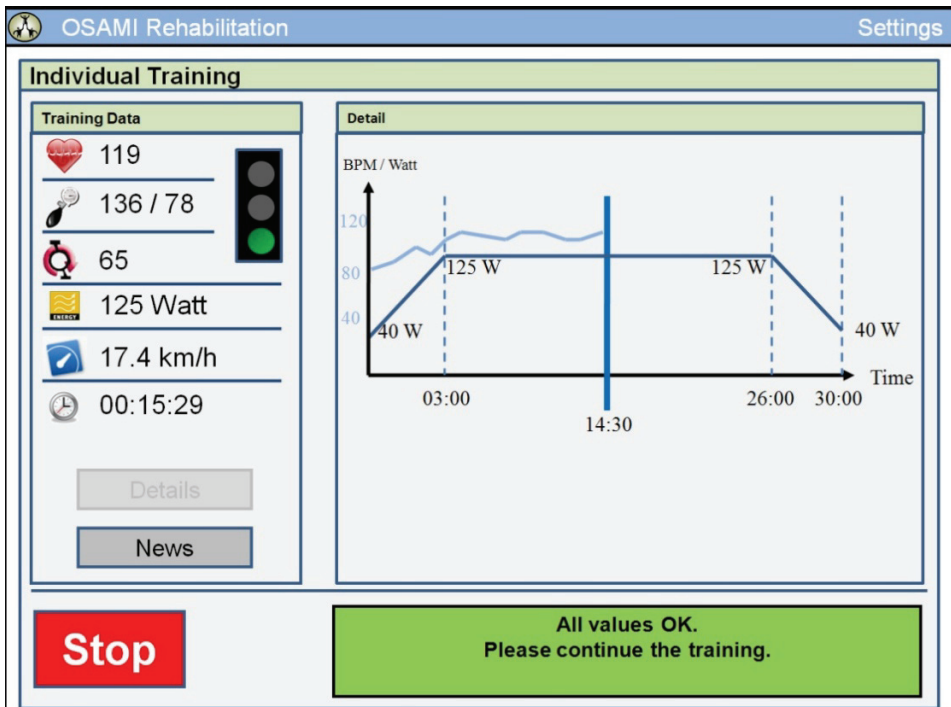 OSAMI Rehabilitation
Settings
Individual Training
Training Data
119
136 / 78
65
ENERGY
125 Watt
17.4 km/h
00:15:29
Details
News
Detail
BPM / Watt
120
80
40
125 W
125 W
40 W
40 W
Time
03:00
14:30
26:00
30:00
Stop
All values OK.
Please continue the training.